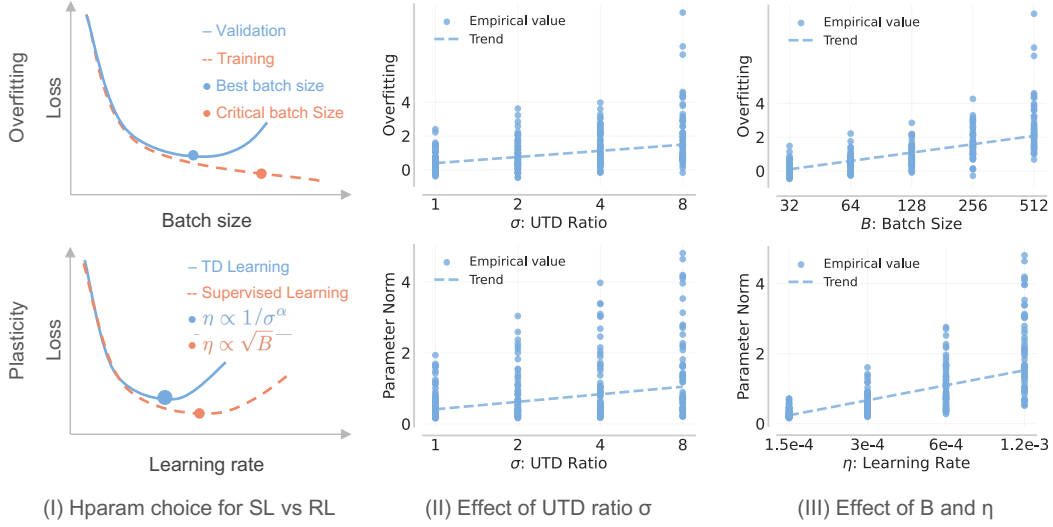 Overfitting
Loss
– Validation
-- Training
Best batch size
Critical batch Size
Batch size
Overfitting
Empirical value
Trend
4
2
0
1 2 4 8
σ: UTD Ratio
Overfitting
Empirical value
Trend
4
2
0
32 64 128 256 512
B: Batch Size
Plasticity
Loss
– TD Learning
-- Supervised Learning
η ∝ 1/σ^α
η ∝ √B
Learning rate
Parameter Norm
Empirical value
Trend
4
2
0
1 2 4 8
σ: UTD Ratio
Parameter Norm
Empirical value
Trend
4
2
0
1.5e-4 3e-4 6e-4 1.2e-3
η: Learning Rate
(I) Hparam choice for SL vs RL
(II) Effect of UTD ratio σ
(III) Effect of B and η